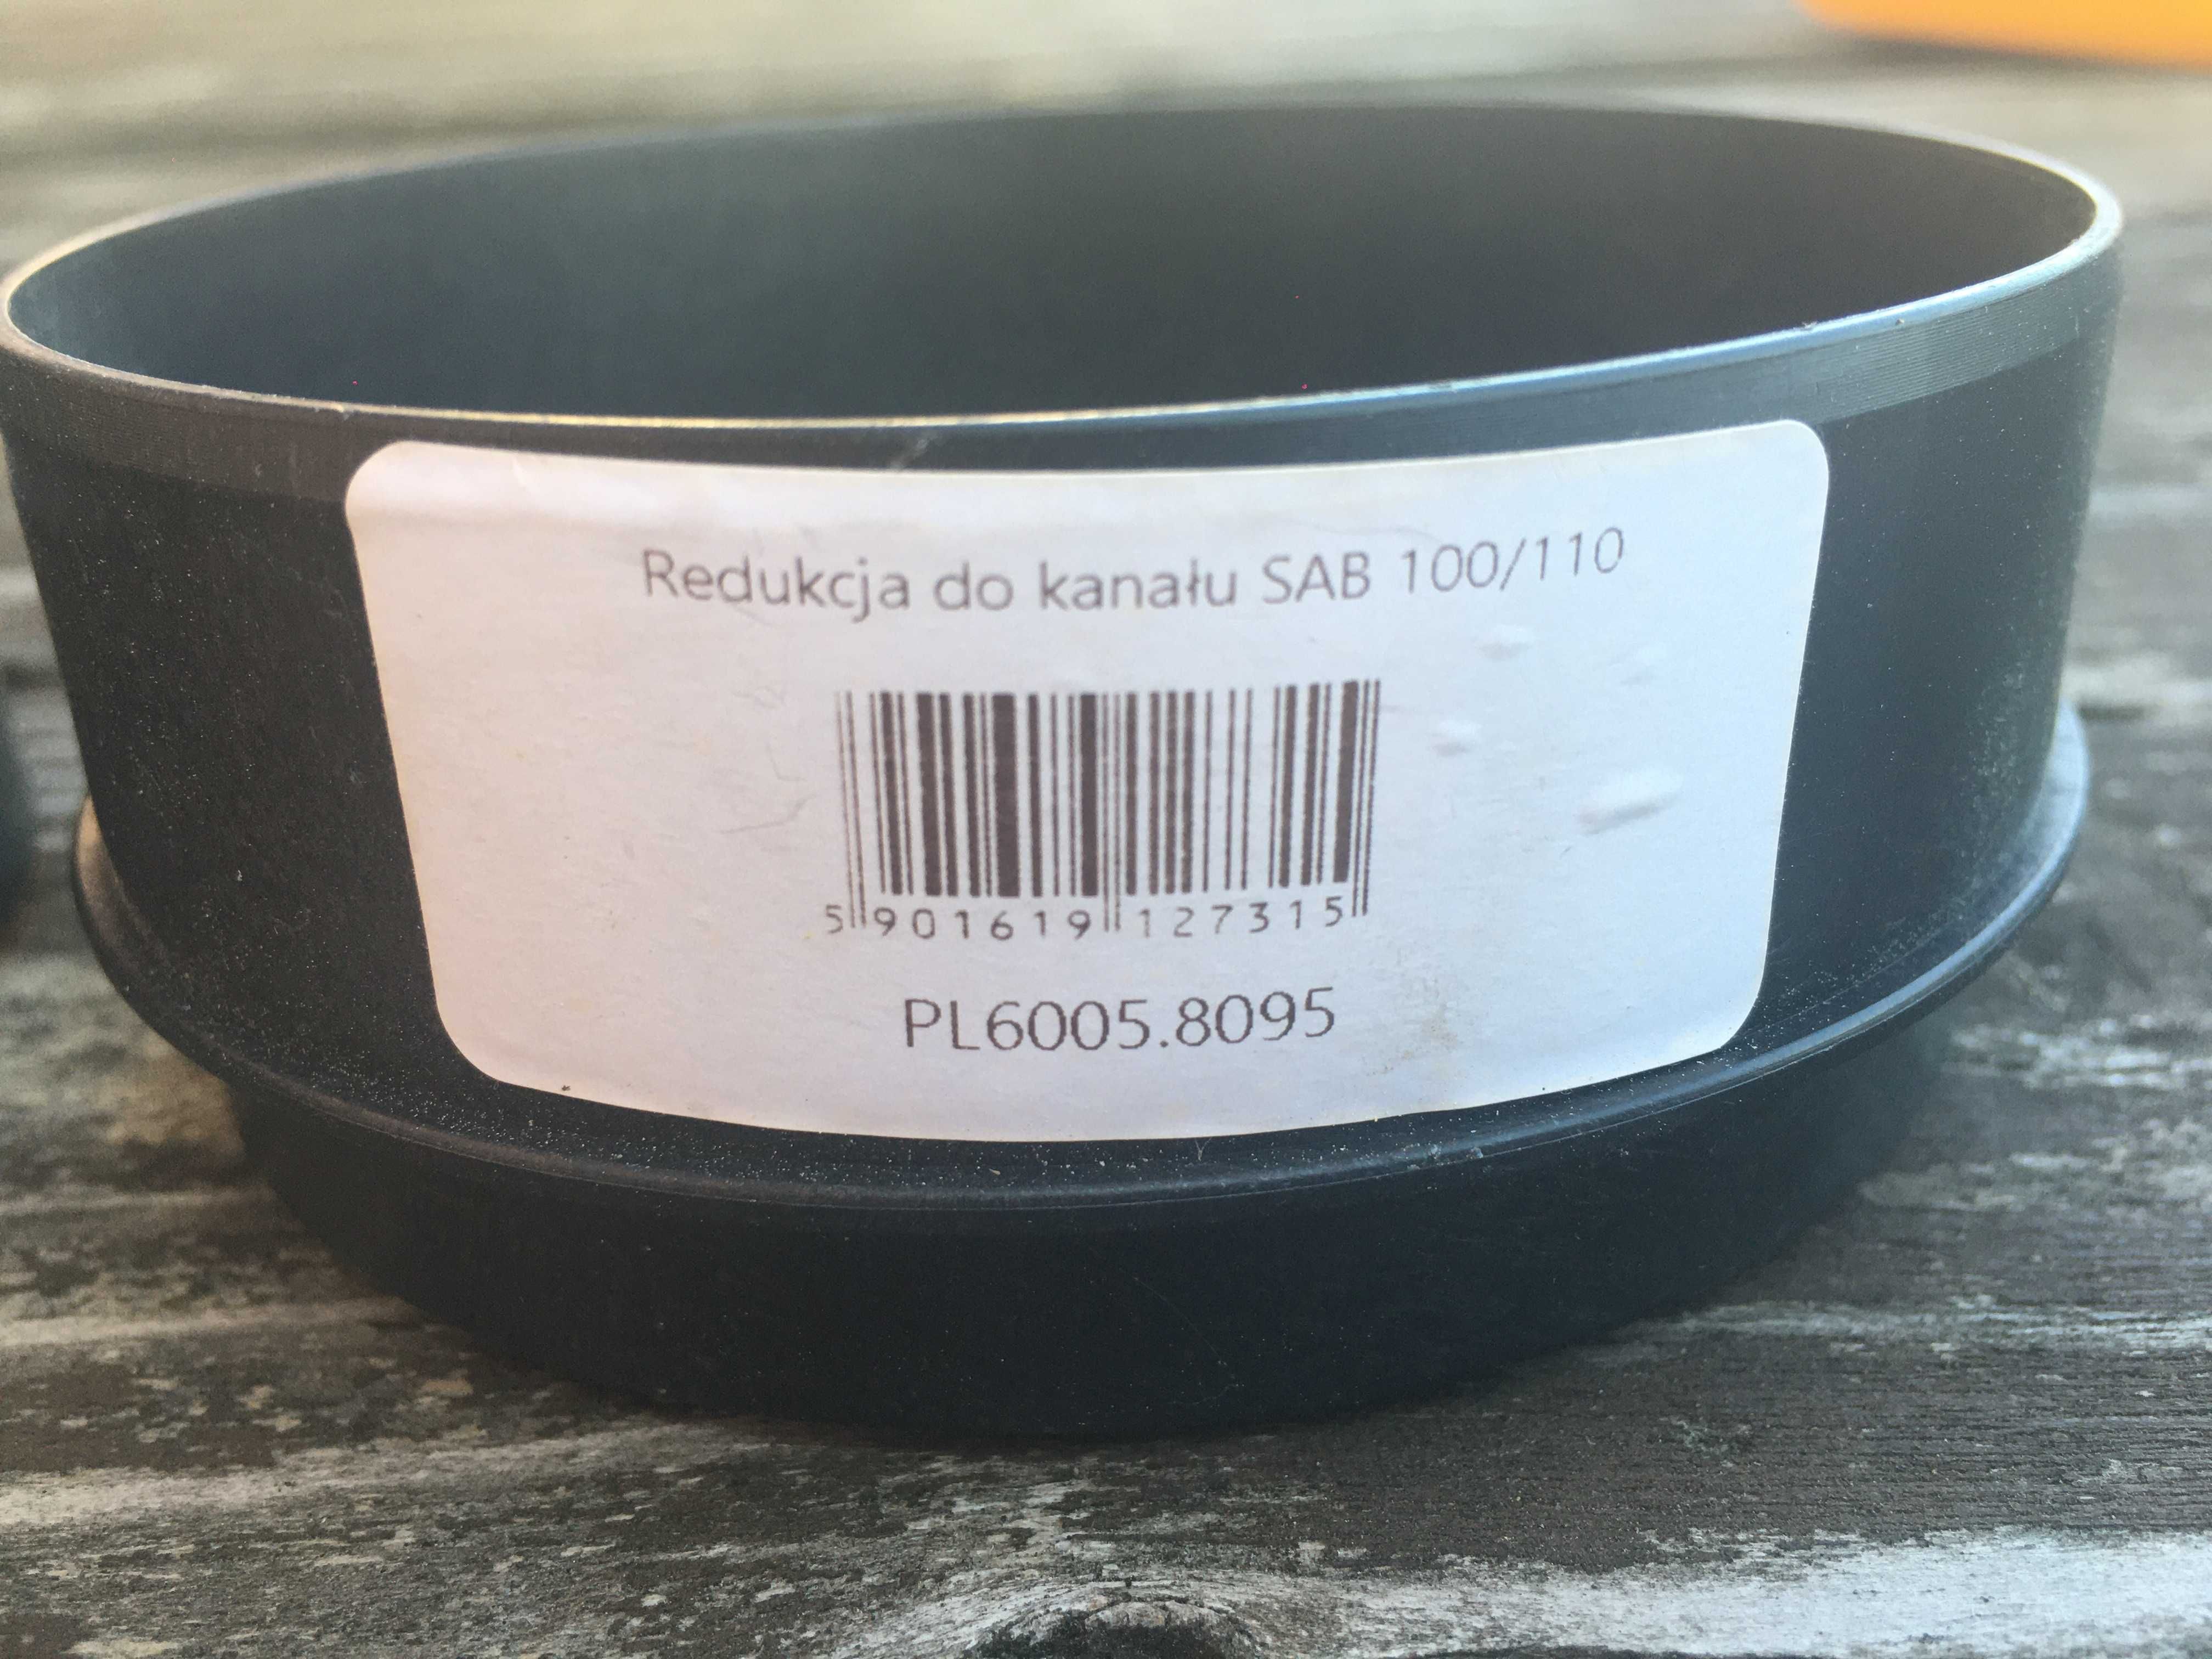 Redukcja do kanału SAB 100/110
5 901619 127315
PL6005.8095